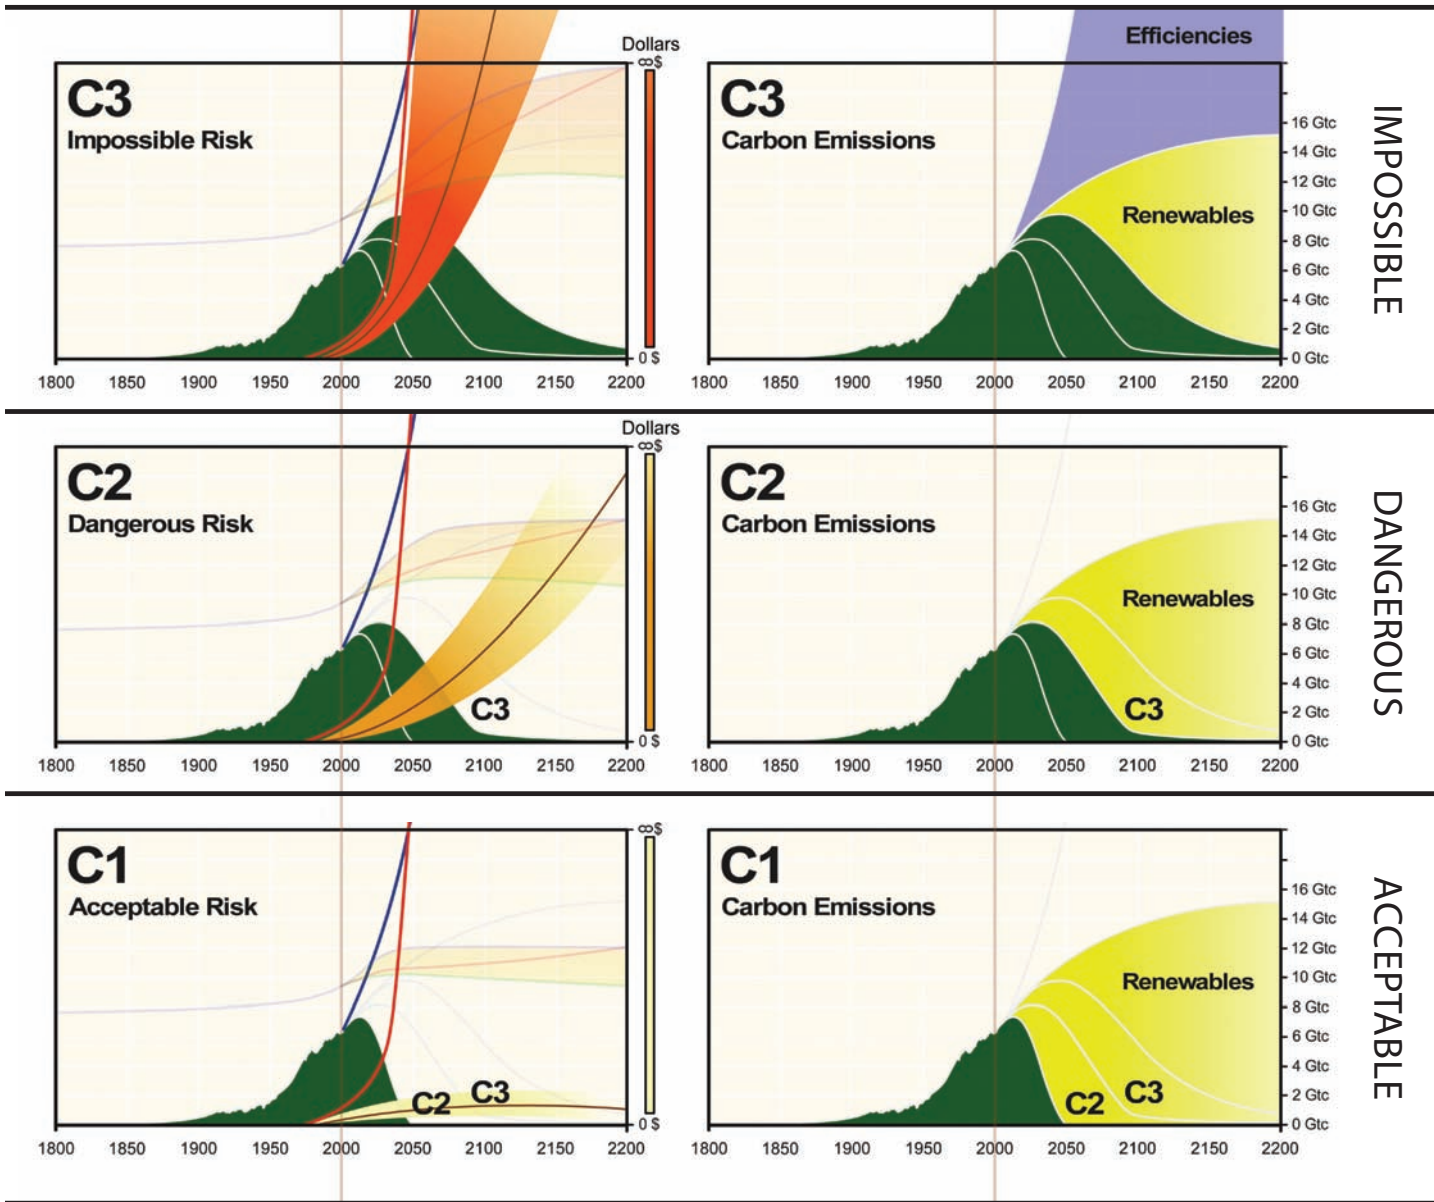 Efficiencies
Dollars
∞$
C3
Impossible Risk
0 $
1800 1850 1900 1950 2000 2050 2100 2150 2200
C3
Carbon Emissions
Renewables
16 Gtc
14 Gtc
12 Gtc
10 Gtc
8 Gtc
6 Gtc
4 Gtc
2 Gtc
0 Gtc
1800 1850 1900 1950 2000 2050 2100 2150 2200
IMPOSSIBLE
Dollars
∞$
C2
Dangerous Risk
C3
0 $
1800 1850 1900 1950 2000 2050 2100 2150 2200
C2
Carbon Emissions
Renewables
C3
16 Gtc
14 Gtc
12 Gtc
10 Gtc
8 Gtc
6 Gtc
4 Gtc
2 Gtc
0 Gtc
1800 1850 1900 1950 2000 2050 2100 2150 2200
DANGEROUS
∞$
C1
Acceptable Risk
C2 C3
0 $
1800 1850 1900 1950 2000 2050 2100 2150 2200
C1
Carbon Emissions
Renewables
C2 C3
16 Gtc
14 Gtc
12 Gtc
10 Gtc
8 Gtc
6 Gtc
4 Gtc
2 Gtc
0 Gtc
1800 1850 1900 1950 2000 2050 2100 2150 2200
ACCEPTABLE